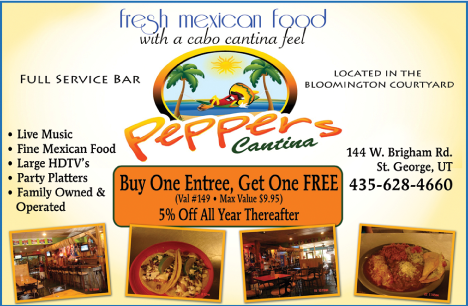 fresh mexican food
with a cabo cantina feel
FULL SERVICE BAR
LOCATED IN THE
BLOOMINGTON COURTYARD
Peppers
Cantina
• Live Music
• Fine Mexican Food
• Large HDTV's
• Party Platters
• Family Owned &
Operated
Buy One Entree, Get One FREE
(Val #149 • Max Value $9.95)
5% Off All Year Thereafter
144 W. Brigham Rd.
St. George, UT
435-628-4660